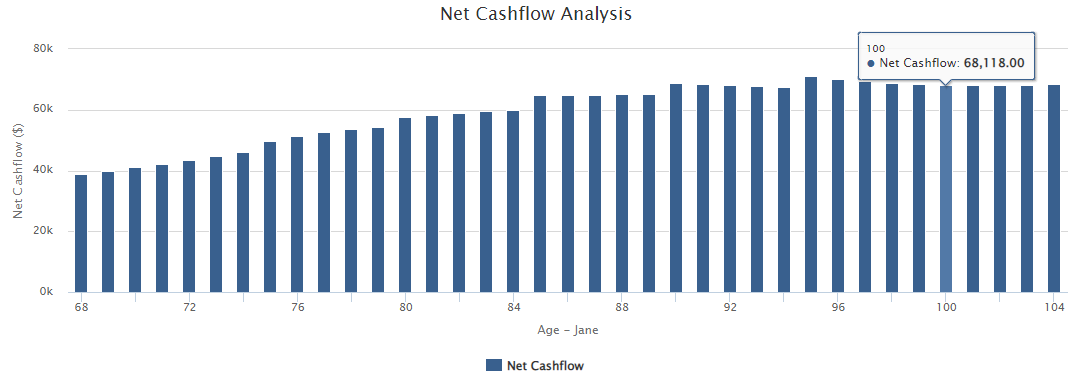 Net Cashflow Analysis
80k
60k
40k
20k
0k
Net Cashflow ($)
100
● Net Cashflow: 68,118.00
68 72 76 80 84 88 92 96 100 104
Age - Jane
Net Cashflow